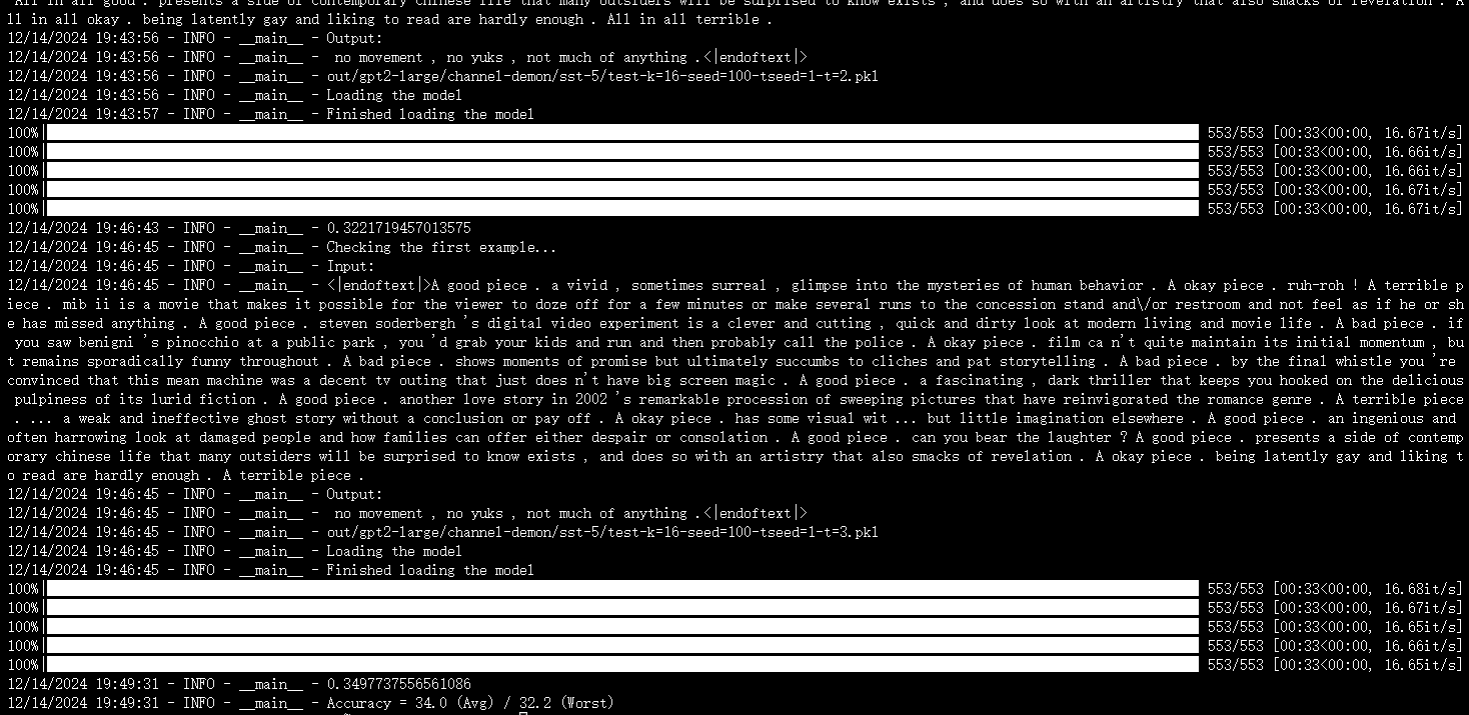 All in all good . presents a side of contemporary chinese life that many outsiders will be surprised to know exists , and does so with an artistry that also smacks of revelation . A
ll in all okay . being latently gay and liking to read are hardly enough . All in all terrible .
12/14/2024 19:43:56 - INFO - __main__ - Output:
12/14/2024 19:43:56 - INFO - __main__ -  no movement , no yuks , not much of anything .<|endoftext|>
12/14/2024 19:43:56 - INFO - __main__ - out/gpt2-large/channel-demon/sst-5/test-k=16-seed=100-tseed=1-t=2.pkl
12/14/2024 19:43:56 - INFO - __main__ - Loading the model
12/14/2024 19:43:57 - INFO - __main__ - Finished loading the model
100% 553/553 [00:33<00:00, 16.67it/s]
100% 553/553 [00:33<00:00, 16.66it/s]
100% 553/553 [00:33<00:00, 16.66it/s]
100% 553/553 [00:33<00:00, 16.67it/s]
100% 553/553 [00:33<00:00, 16.67it/s]
12/14/2024 19:46:43 - INFO - __main__ - 0.3221719457013575
12/14/2024 19:46:45 - INFO - __main__ - Checking the first example...
12/14/2024 19:46:45 - INFO - __main__ - Input:
12/14/2024 19:46:45 - INFO - __main__ - <|endoftext|>A good piece . a vivid , sometimes surreal , glimpse into the mysteries of human behavior . A okay piece . ruh-roh ! A terrible p
iece . mib ii is a movie that makes it possible for the viewer to doze off for a few minutes or make several runs to the concession stand and\/or restroom and not feel as if he or sh
e has missed anything . A good piece . steven soderbergh 's digital video experiment is a clever and cutting , quick and dirty look at modern living and movie life . A bad piece . if
 you saw benigni 's pinocchio at a public park , you 'd grab your kids and run and then probably call the police . A okay piece . film ca n't quite maintain its initial momentum , bu
t remains sporadically funny throughout . A bad piece . shows moments of promise but ultimately succumbs to cliches and pat storytelling . A bad piece . by the final whistle you 're
convinced that this mean machine was a decent tv outing that just does n't have big screen magic . A good piece . a fascinating , dark thriller that keeps you hooked on the delicious
 pulpiness of its lurid fiction . A good piece . another love story in 2002 's remarkable procession of sweeping pictures that have reinvigorated the romance genre . A terrible piece
 . ... a weak and ineffective ghost story without a conclusion or pay off . A okay piece . has some visual wit ... but little imagination elsewhere . A good piece . an ingenious and
often harrowing look at damaged people and how families can offer either despair or consolation . A good piece . can you bear the laughter ? A good piece . presents a side of contemp
orary chinese life that many outsiders will be surprised to know exists , and does so with an artistry that also smacks of revelation . A okay piece . being latently gay and liking t
o read are hardly enough . A terrible piece .
12/14/2024 19:46:45 - INFO - __main__ - Output:
12/14/2024 19:46:45 - INFO - __main__ -  no movement , no yuks , not much of anything .<|endoftext|>
12/14/2024 19:46:45 - INFO - __main__ - out/gpt2-large/channel-demon/sst-5/test-k=16-seed=100-tseed=1-t=3.pkl
12/14/2024 19:46:45 - INFO - __main__ - Loading the model
12/14/2024 19:46:45 - INFO - __main__ - Finished loading the model
100% 553/553 [00:33<00:00, 16.68it/s]
100% 553/553 [00:33<00:00, 16.67it/s]
100% 553/553 [00:33<00:00, 16.65it/s]
100% 553/553 [00:33<00:00, 16.66it/s]
100% 553/553 [00:33<00:00, 16.65it/s]
12/14/2024 19:49:31 - INFO - __main__ - 0.3497737556561086
12/14/2024 19:49:31 - INFO - __main__ - Accuracy = 34.0 (Avg) / 32.2 (Worst)